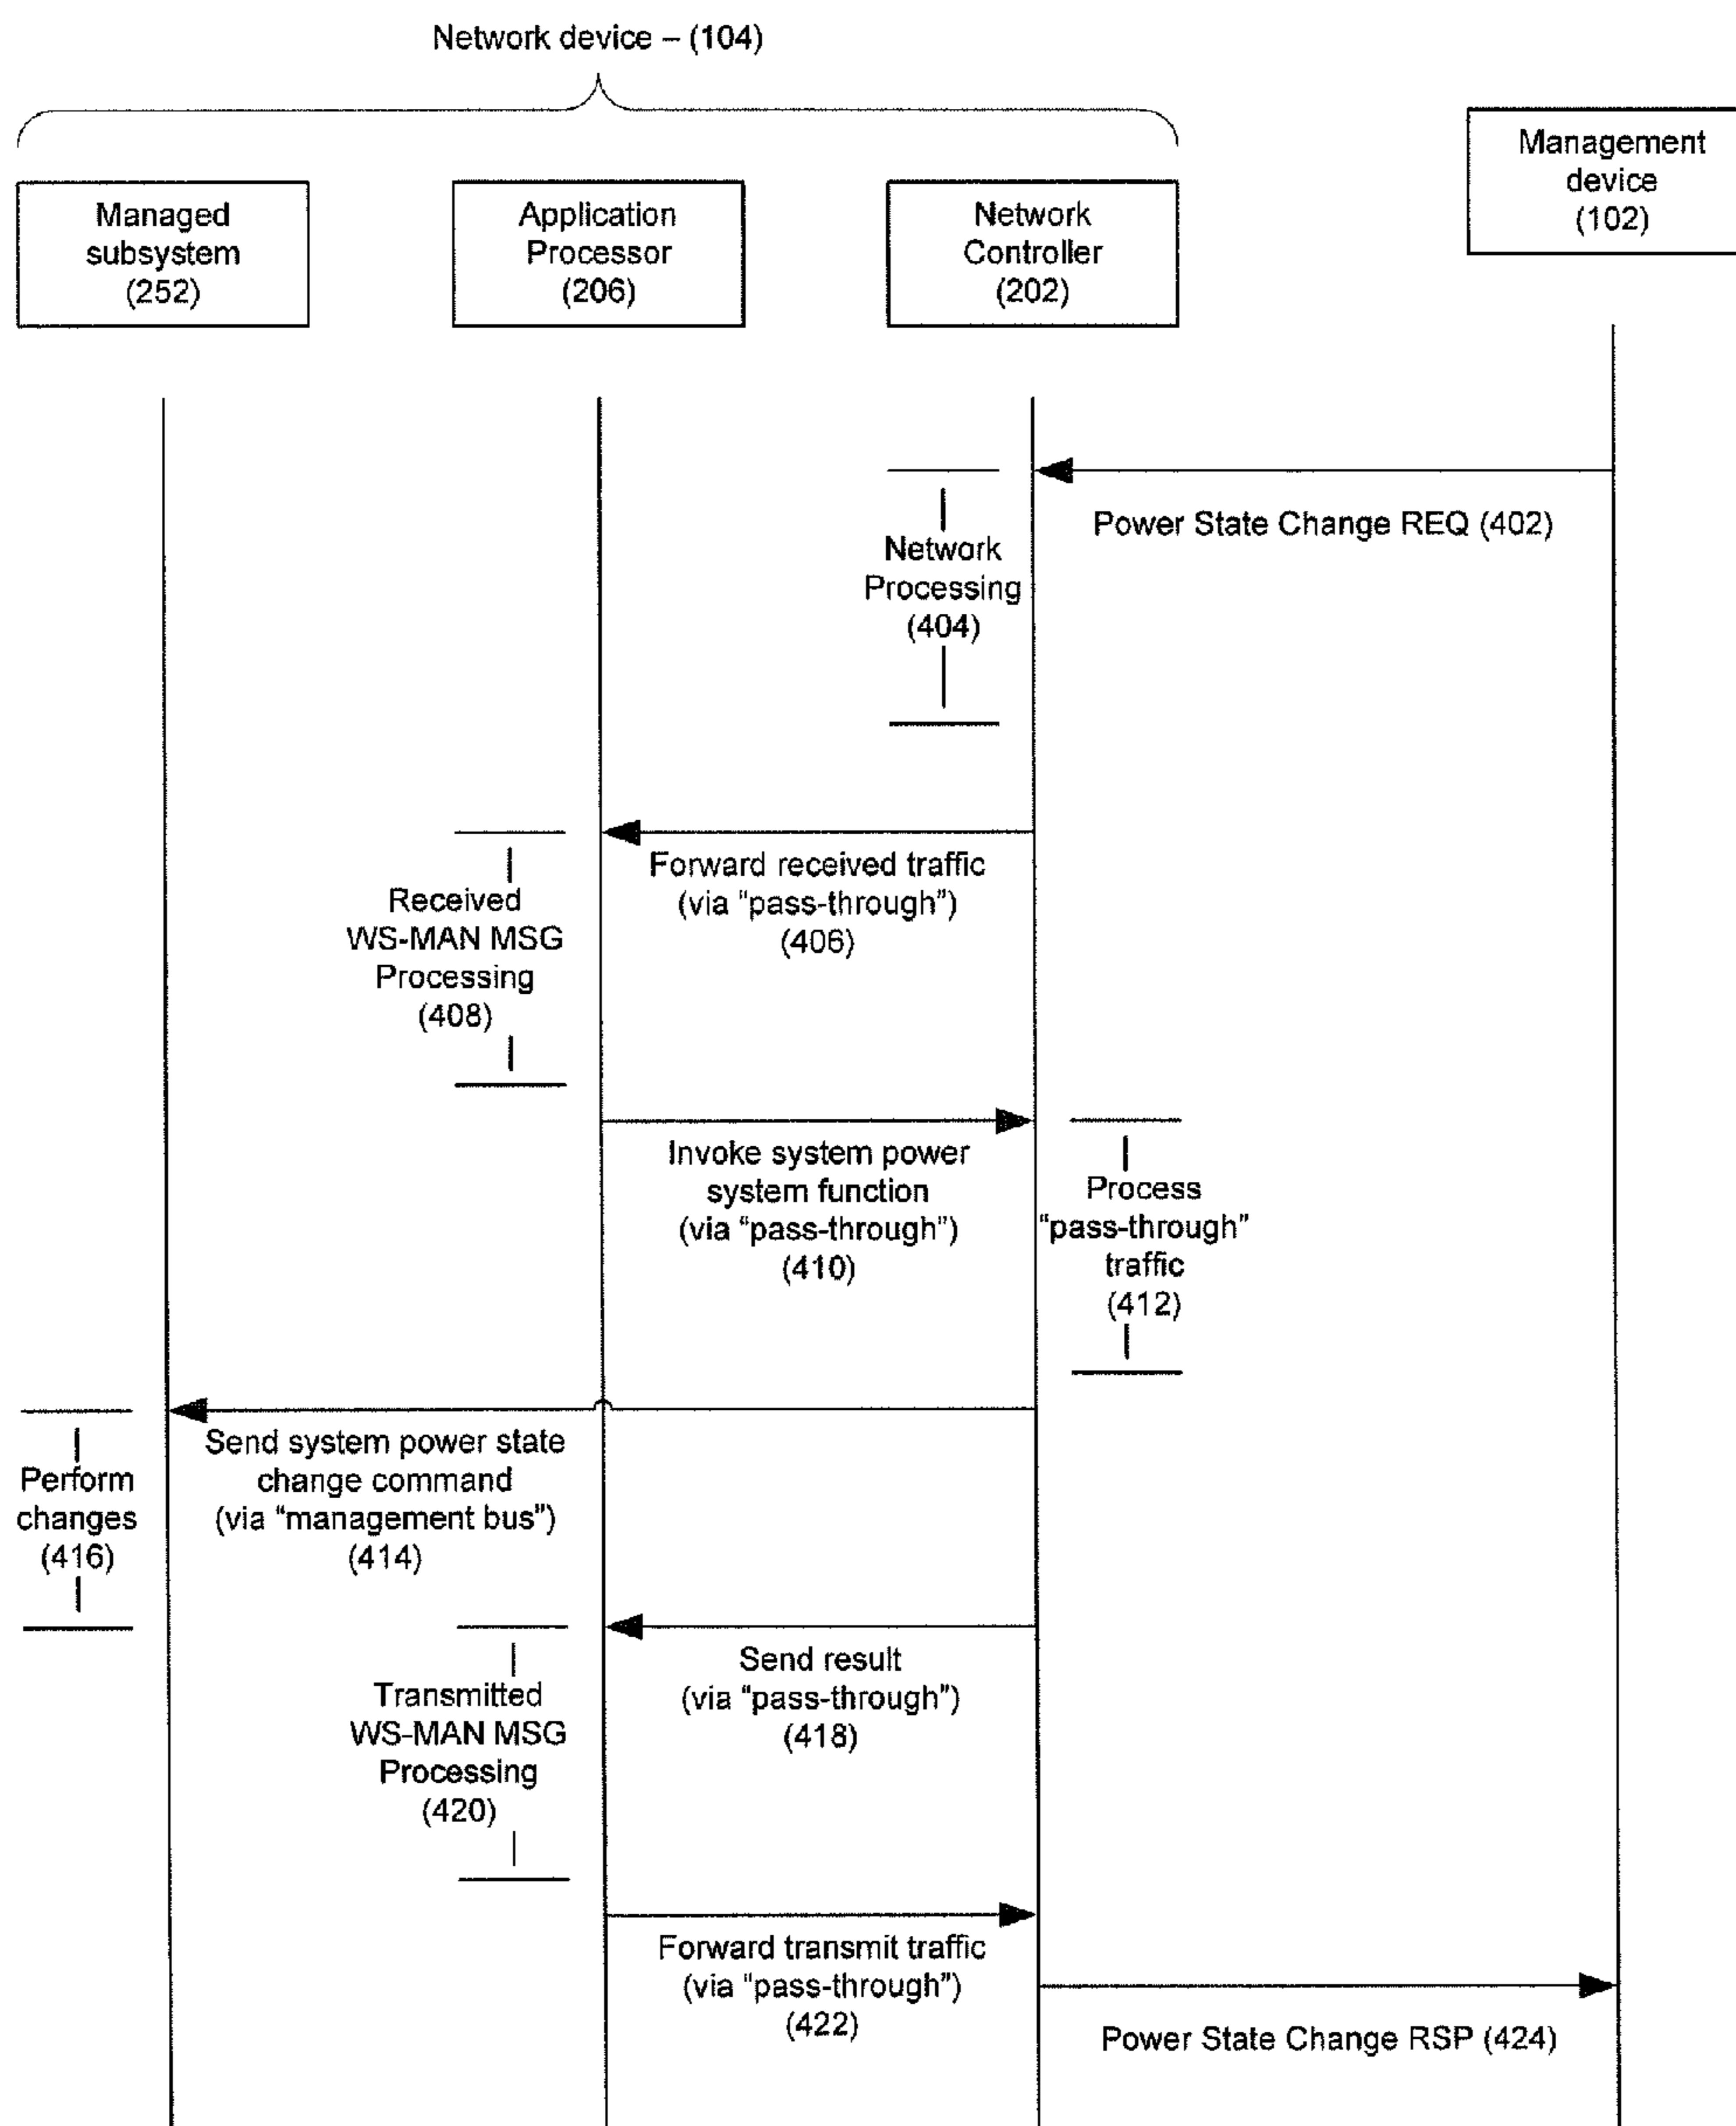 Network device – (104)
Management
device
(102)
Managed
subsystem
(252)
Application
Processor
(206)
Network
Controller
(202)
Power State Change REQ (402)
Network
Processing
(404)
Forward received traffic
(via "pass-through")
(406)
Received
WS-MAN MSG
Processing
(408)
Invoke system power
system function
(via "pass-through")
(410)
Process
"pass-through"
traffic
(412)
Send system power state
change command
(via "management bus")
(414)
Perform
changes
(416)
Send result
(via "pass-through")
(418)
Transmitted
WS-MAN MSG
Processing
(420)
Forward transmit traffic
(via "pass-through")
(422)
Power State Change RSP (424)